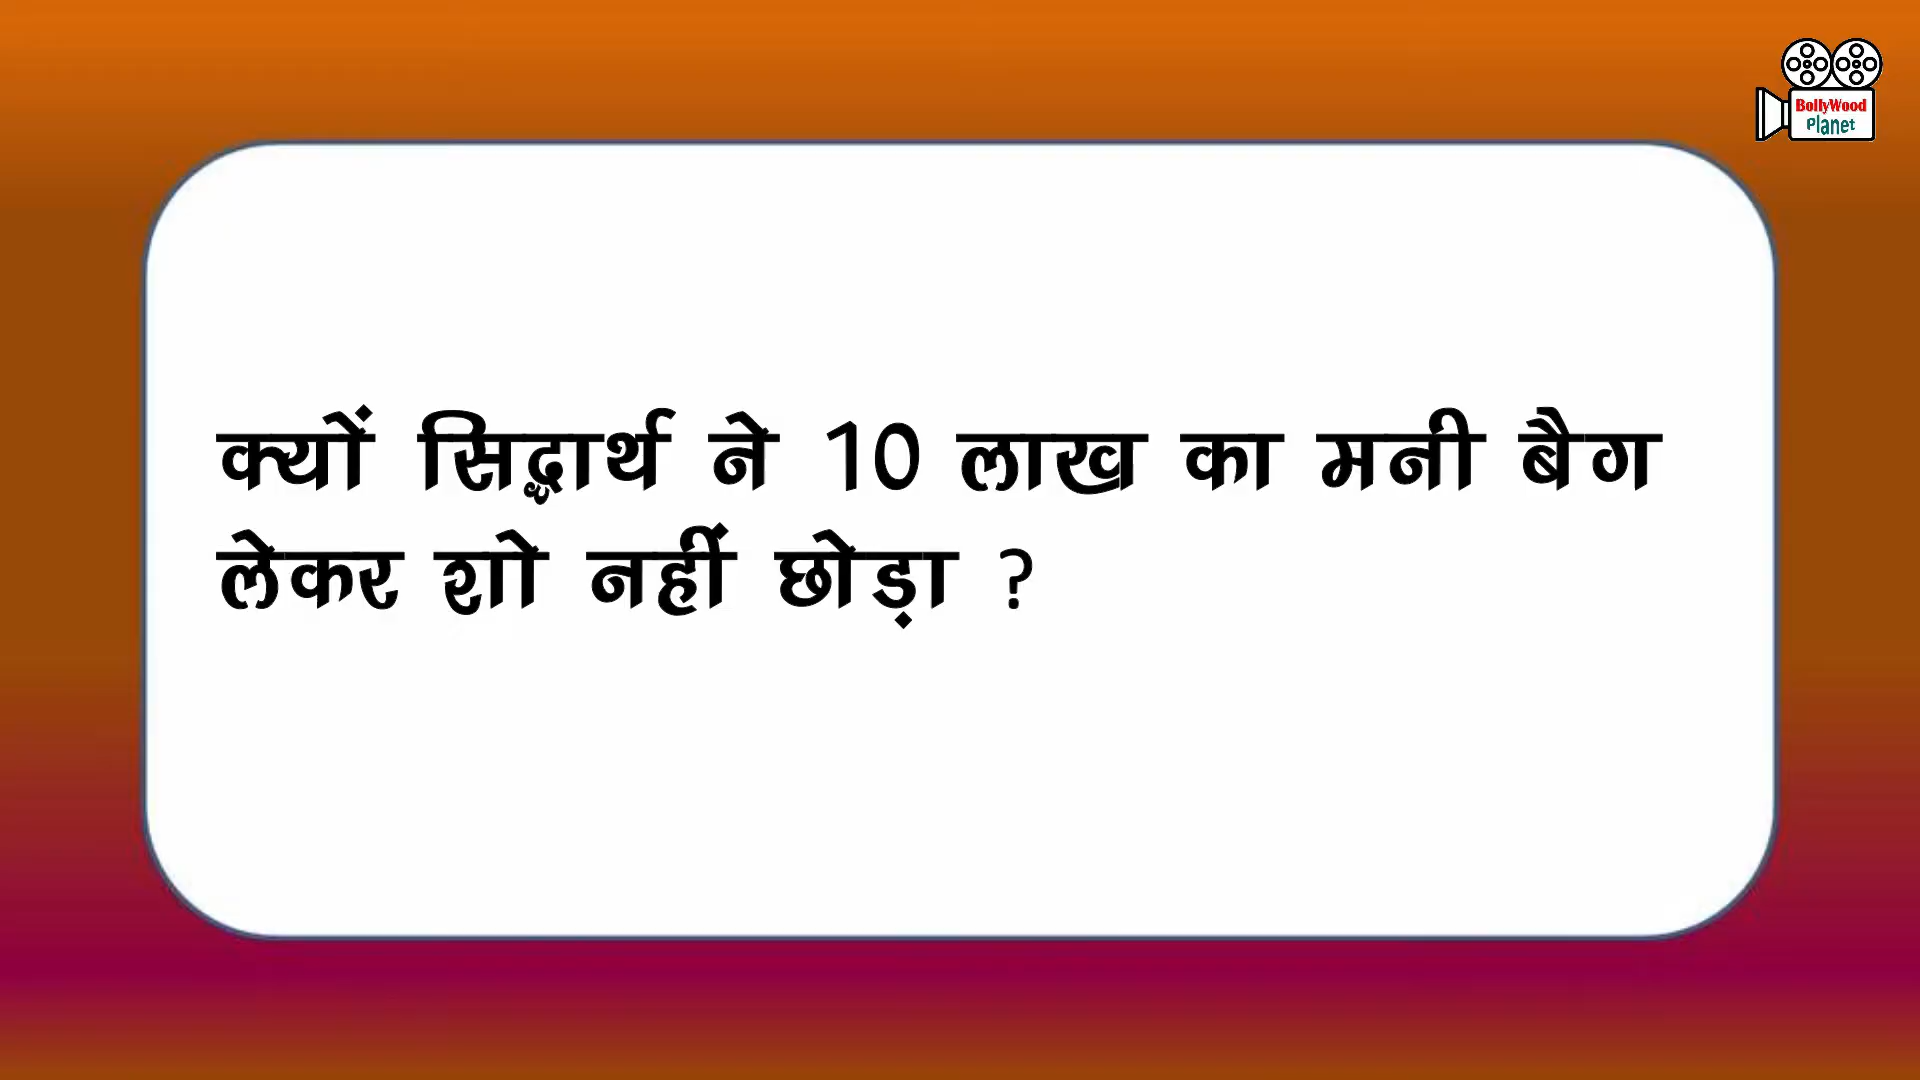 BollyWood
Planet
क्यों सिद्धार्थ ने 10 लाख का मनी बैग
लेकर शो नहीं छोड़ा ?